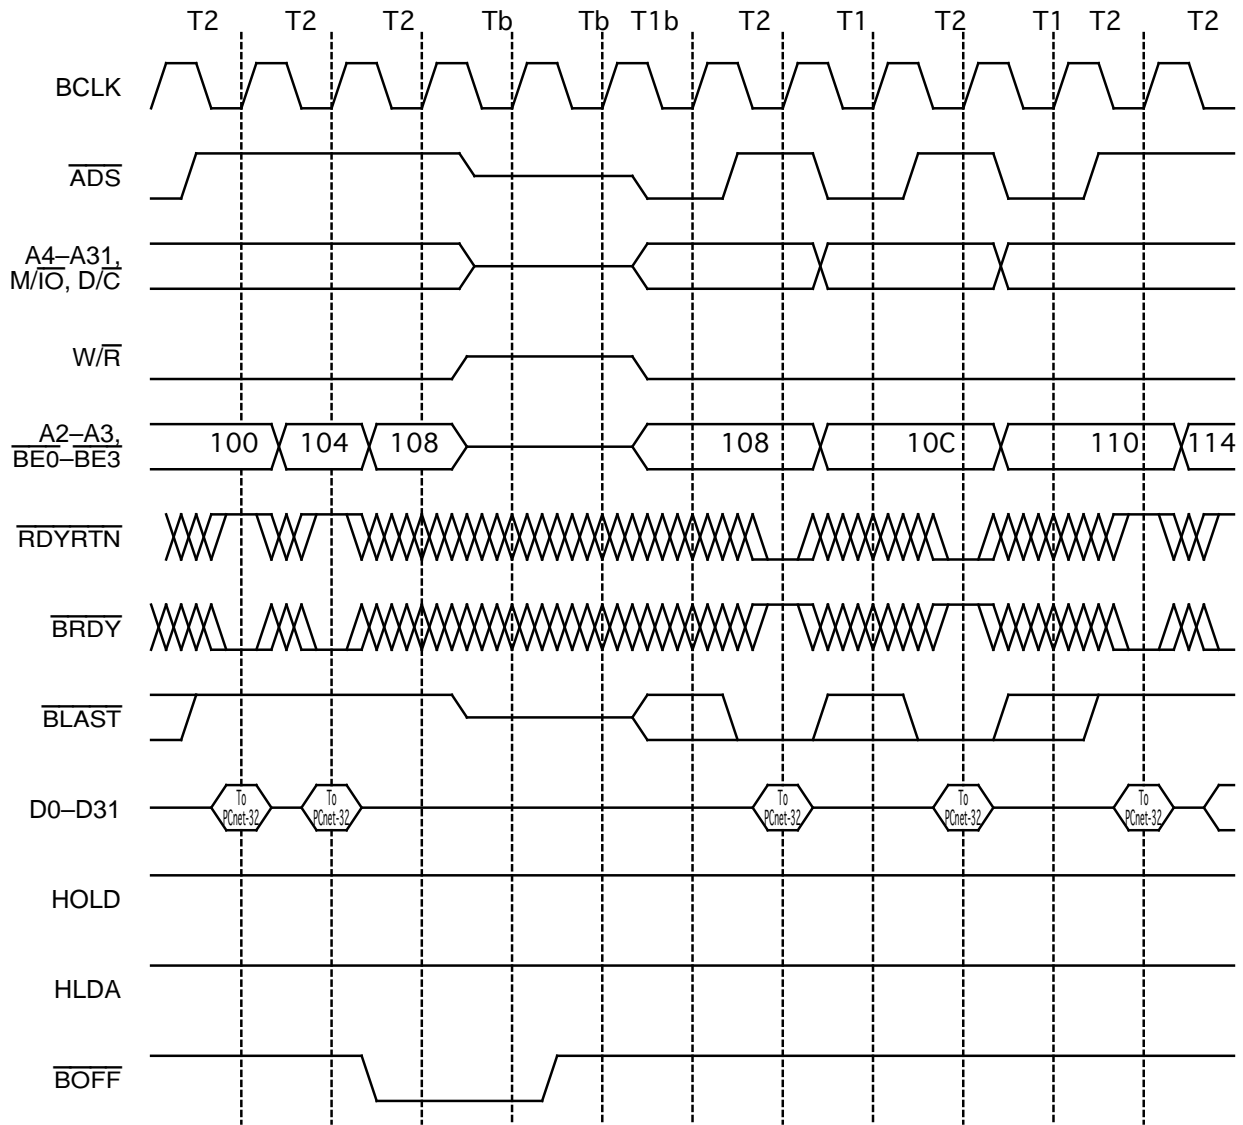 T2 T2 T2 Tb Tb T1b T2 T1 T2 T1 T2 T2
BCLK
ADS
A4–A31,
M/IO, D/C
W/R
A2–A3,
BE0–BE3
100 104 108 108 10C 110 114
RDYRTN
BRDY
BLAST
D0–D31
To
PCnet-32
To
PCnet-32
To
PCnet-32
To
PCnet-32
To
PCnet-32
HOLD
HLDA
BOFF